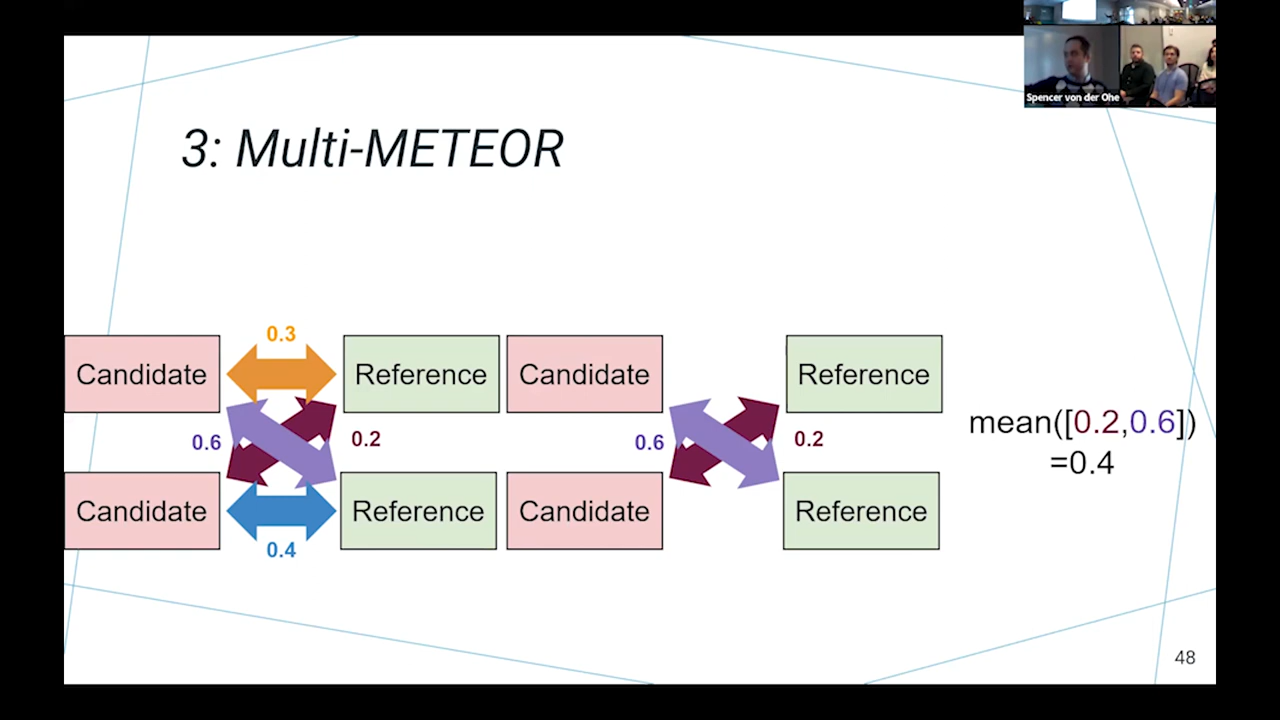 Spencer von der Ohe
3: Multi-METEOR
0.3
Candidate Reference Candidate Reference
0.6 0.2 0.6 0.2
mean([0.2,0.6])
=0.4
Candidate Reference Candidate Reference
0.4
48